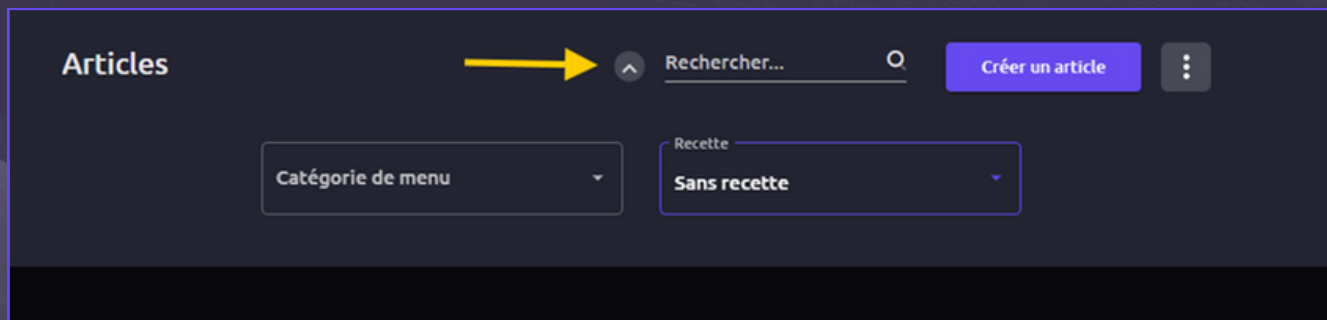 Articles
Rechercher...
Créer un article
Catégorie de menu
Recette
Sans recette